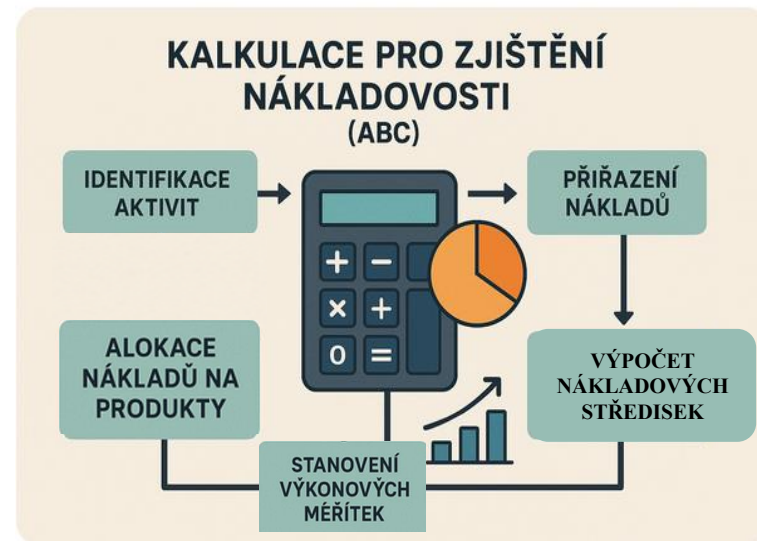 KALKULACE PRO ZJIŠTĚNÍ
NÁKLADOVOSTI
(ABC)
IDENTIFIKACE
AKTIVIT
PŘIŘAZENÍ
NÁKLADŮ
+ −
× +
0 =
ALOKACE
NÁKLADŮ NA
PRODUKTY
VÝPOČET
NÁKLADOVÝCH
STŘEDISEK
STANOVENÍ
VÝKONOVÝCH
MĚŘÍTEK